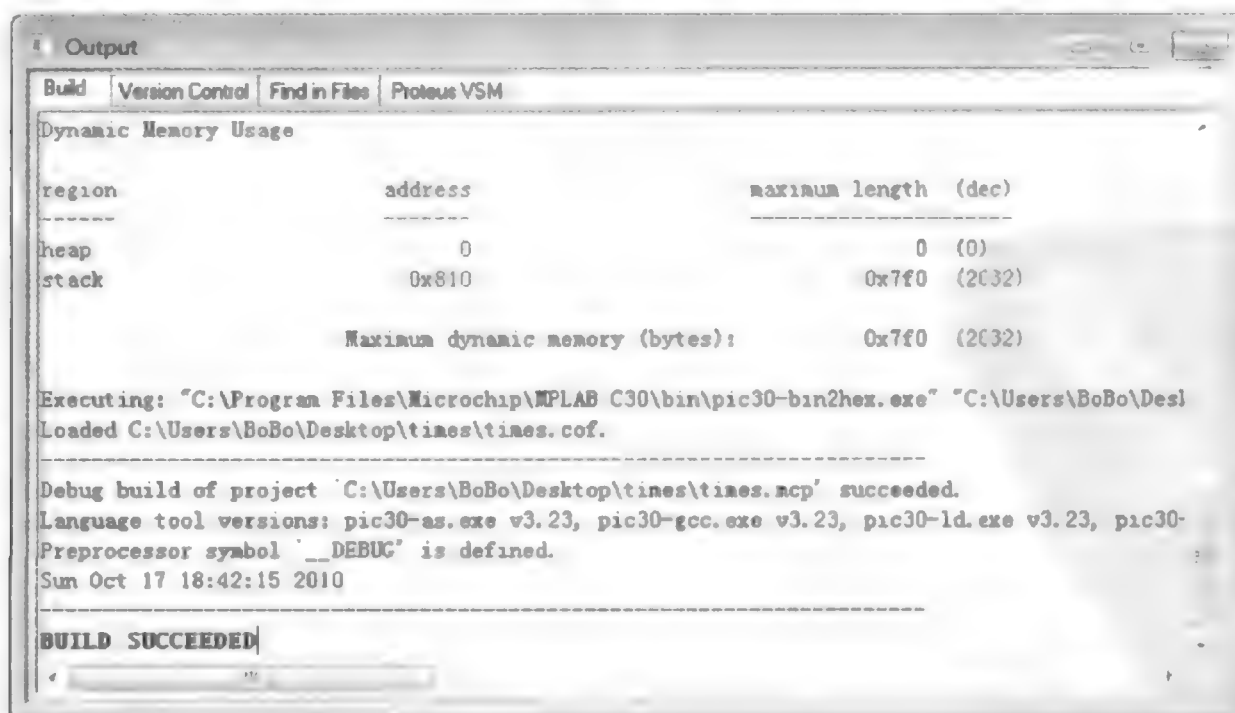 Output
Build Version Control Find in Files Proteus VSM
Dynamic Memory Usage
region address maximum length (dec)
------ ------- ---------------------
heap 0 0 (0)
stack 0x810 0x7f0 (2032)
Maximum dynamic memory (bytes): 0x7f0 (2032)
Executing: "C:\Program Files\Microchip\MPLAB C30\bin\pic30-bin2hex.exe" "C:\Users\BoBo\Desl
Loaded C:\Users\BoBo\Desktop\times\times.cof.
----------------------------------------------------------------------
Debug build of project `C:\Users\BoBo\Desktop\times\times.mcp' succeeded.
Language tool versions: pic30-as.exe v3.23, pic30-gcc.exe v3.23, pic30-ld.exe v3.23, pic30-
Preprocessor symbol `__DEBUG' is defined.
Sun Oct 17 18:42:15 2010
----------------------------------------------------------------------
BUILD SUCCEEDED